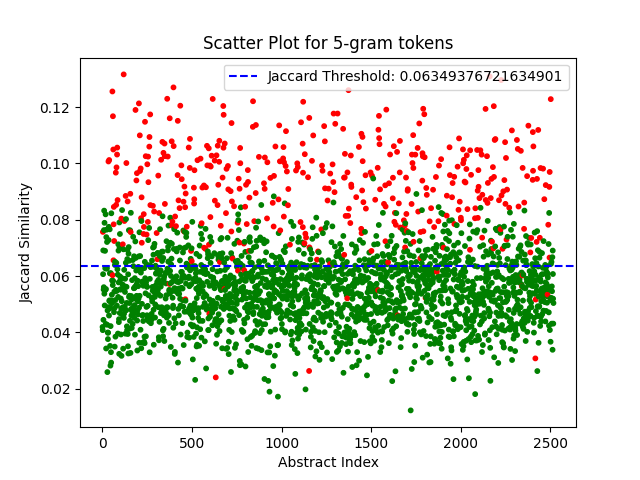 Scatter Plot for 5-gram tokens
Jaccard Threshold: 0.06349376721634901
Jaccard Similarity
0.12
0.10
0.08
0.06
0.04
0.02
0 500 1000 1500 2000 2500
Abstract Index